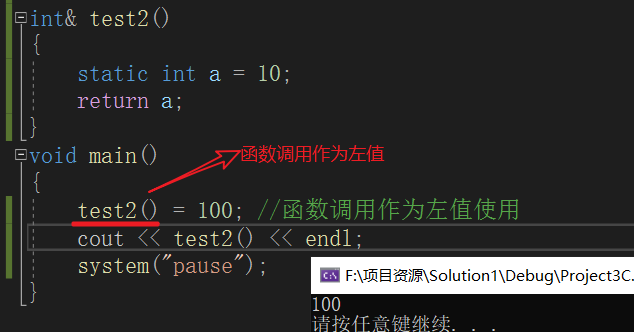 int& test2()
{
static int a = 10;
return a;
}
void main()
函数调用作为左值
{
test2() = 100; //函数调用作为左值使用
cout << test2() << endl;
system("pause");
}
F:\项目资源\Solution1\Debug\Project3C.
100
请按任意键继续. . .